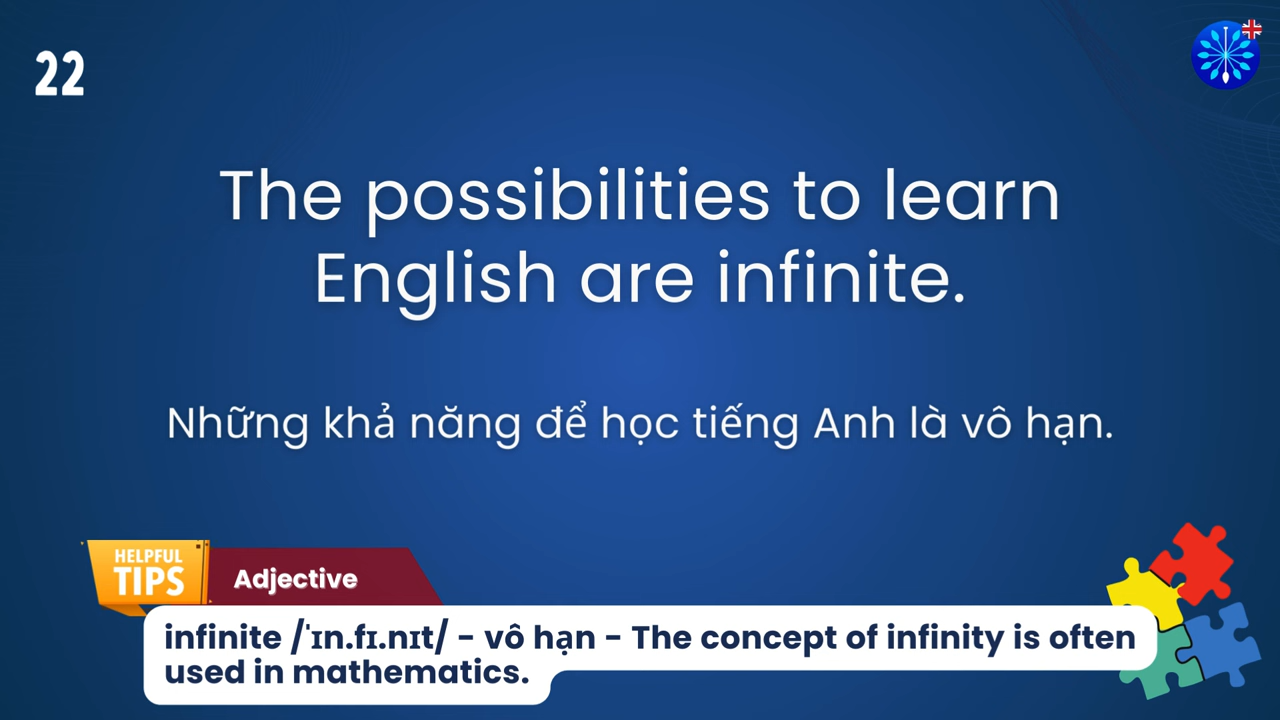 22
The possibilities to learn
English are infinite.
Những khả năng để học tiếng Anh là vô hạn.
HELPFUL
TIPS
Adjective
infinite /ˈɪn.fɪ.nɪt/ - vô hạn - The concept of infinity is often
used in mathematics.